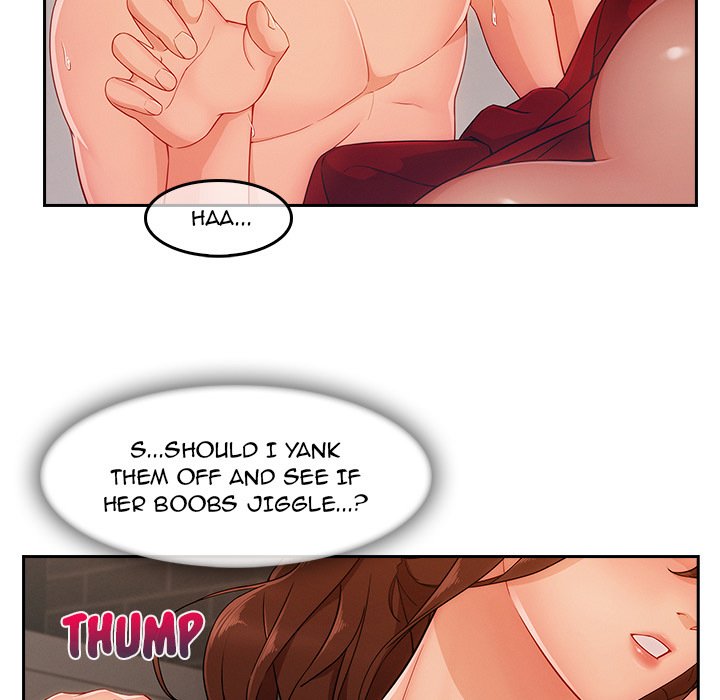 HAA...
S...SHOULD I YANK
THEM OFF AND SEE IF
HER BOOBS JIGGLE...?
THUMP